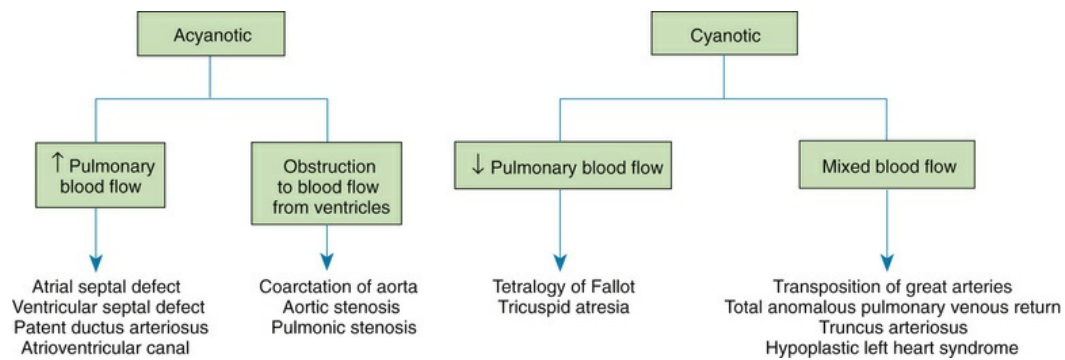 Acyanotic
Cyanotic
↑ Pulmonary
blood flow
Obstruction
to blood flow
from ventricles
↓ Pulmonary blood flow
Mixed blood flow
Atrial septal defect
Ventricular septal defect
Patent ductus arteriosus
Atrioventricular canal
Coarctation of aorta
Aortic stenosis
Pulmonic stenosis
Tetralogy of Fallot
Tricuspid atresia
Transposition of great arteries
Total anomalous pulmonary venous return
Truncus arteriosus
Hypoplastic left heart syndrome